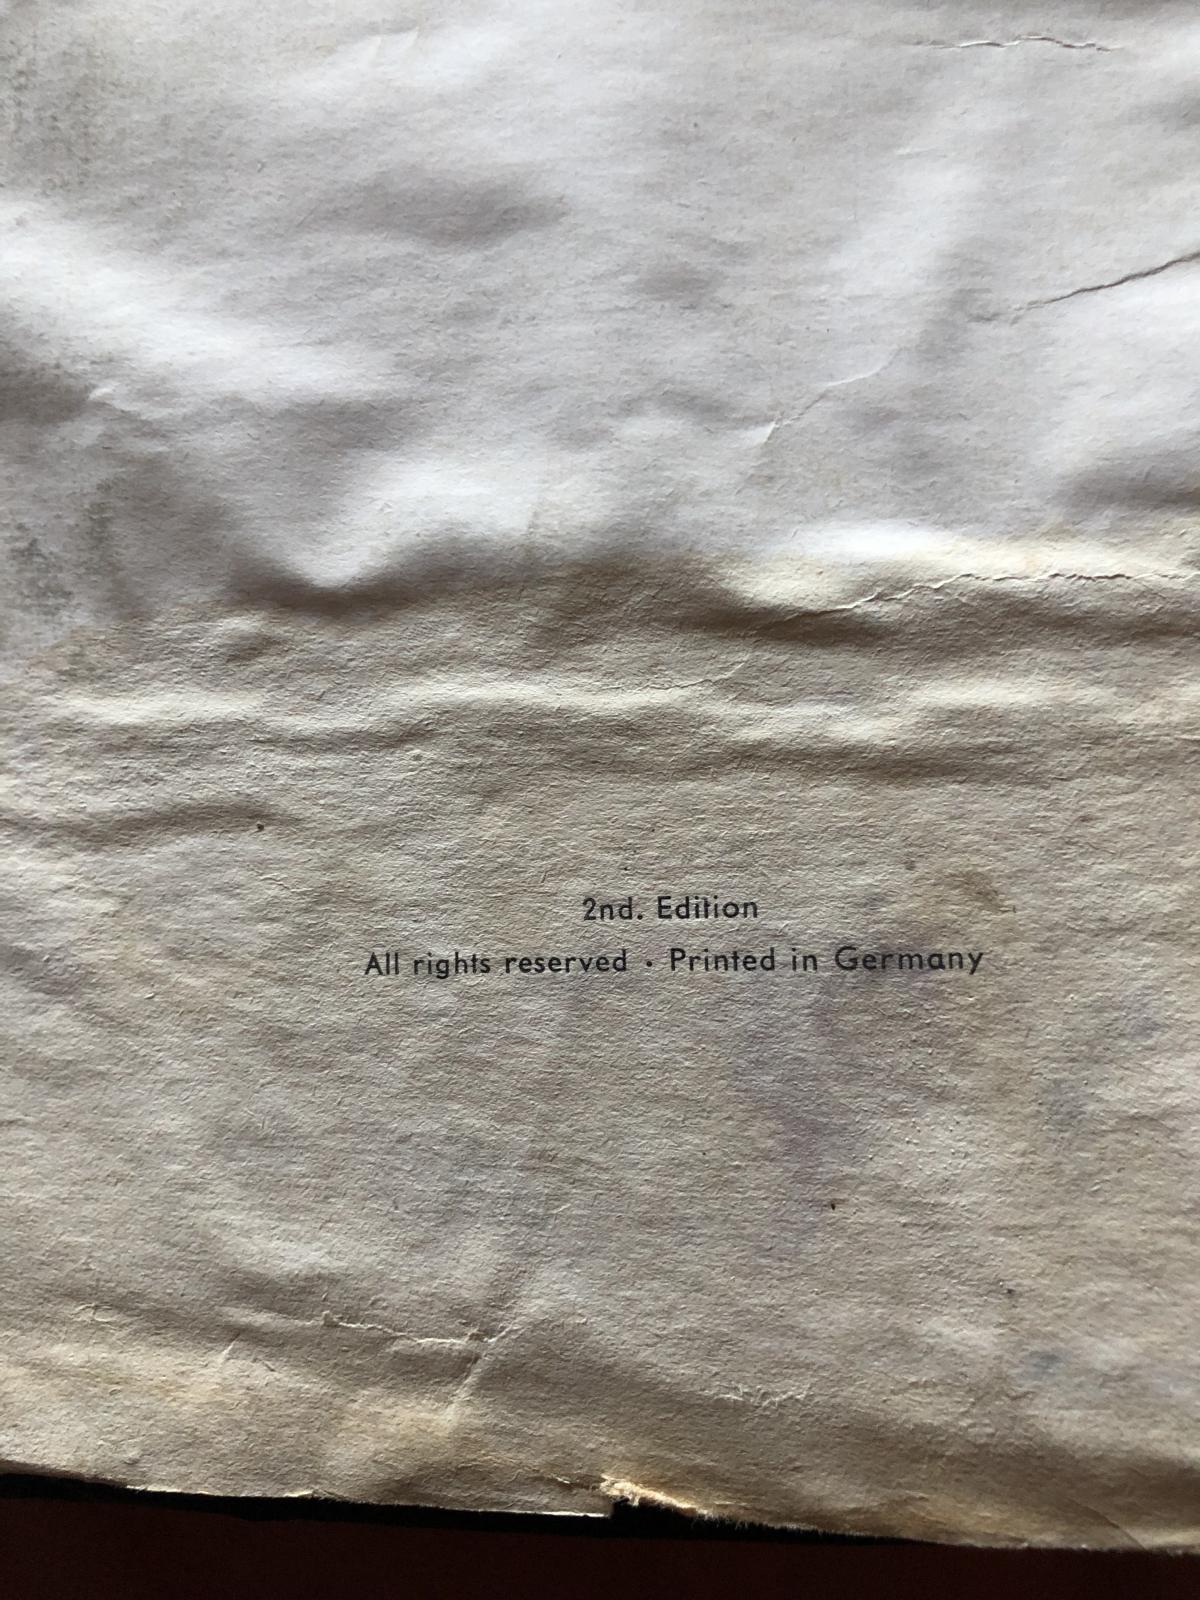 2nd. Edition
All rights reserved · Printed in Germany